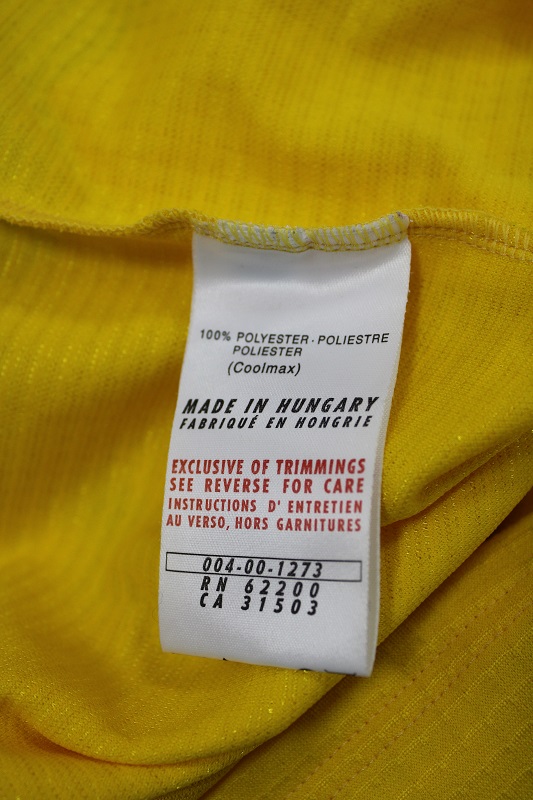 100% POLYESTER · POLIESTRE
POLIESTER
(Coolmax)
MADE IN HUNGARY
FABRIQUÉ EN HONGRIE
EXCLUSIVE OF TRIMMINGS
SEE REVERSE FOR CARE
INSTRUCTIONS D' ENTRETIEN
AU VERSO, HORS GARNITURES
004-00-1273
RN 62200
CA 31503